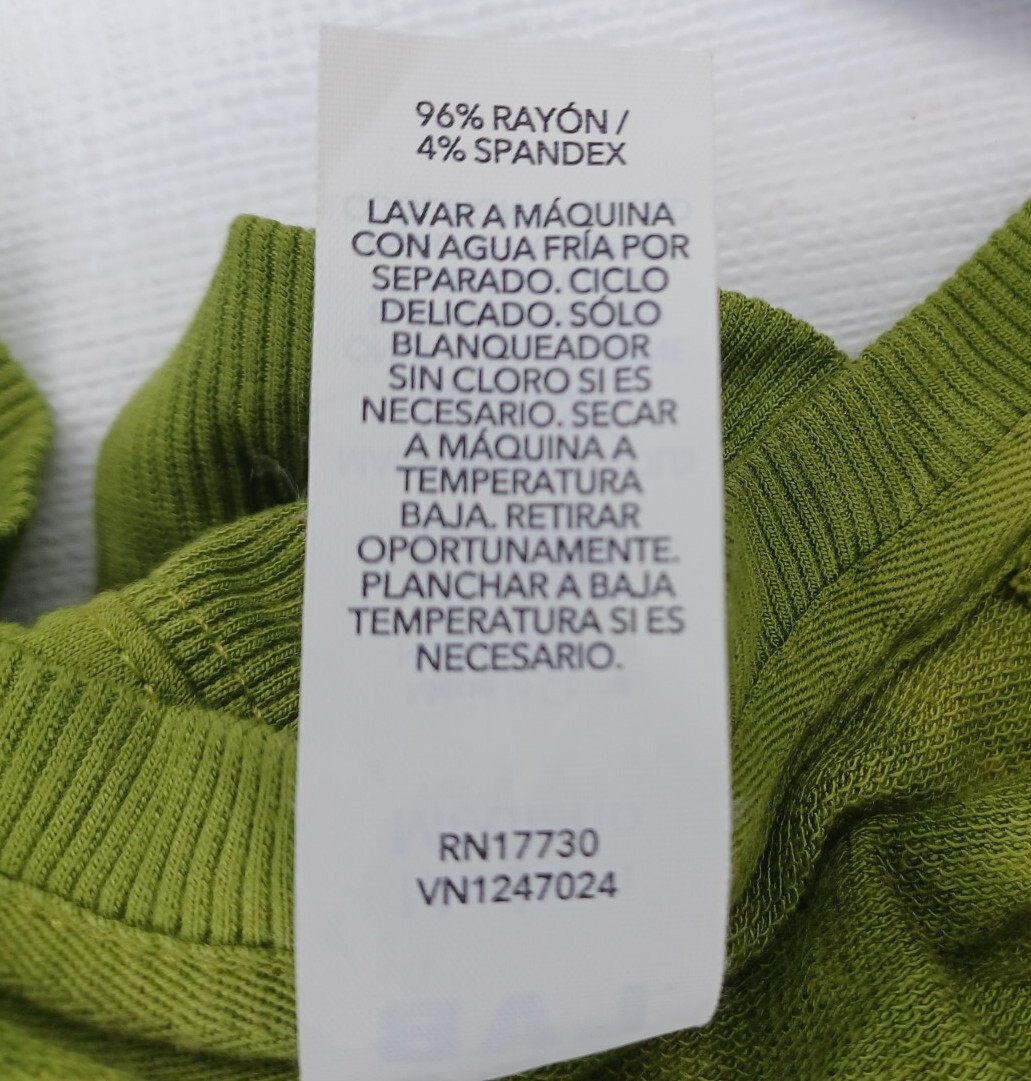 96% RAYÓN /
4% SPANDEX
LAVAR A MÁQUINA
CON AGUA FRÍA POR
SEPARADO. CICLO
DELICADO. SÓLO
BLANQUEADOR
SIN CLORO SI ES
NECESARIO. SECAR
A MÁQUINA A
TEMPERATURA
BAJA. RETIRAR
OPORTUNAMENTE.
PLANCHAR A BAJA
TEMPERATURA SI ES
NECESARIO.
RN17730
VN1247024